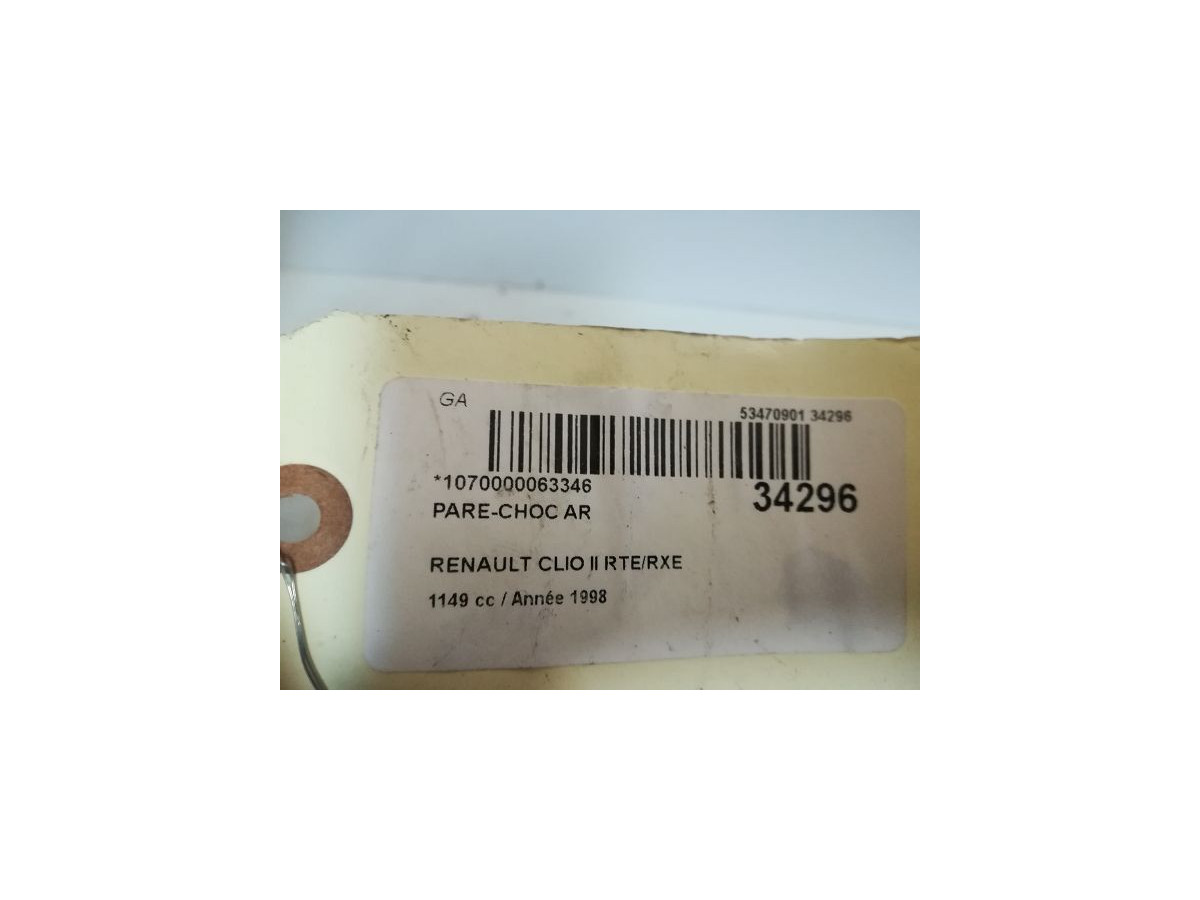 GA
53470901 34296
*1070000063346
34296
PARE-CHOC AR
RENAULT CLIO II RTE/RXE
1149 cc / Année 1998